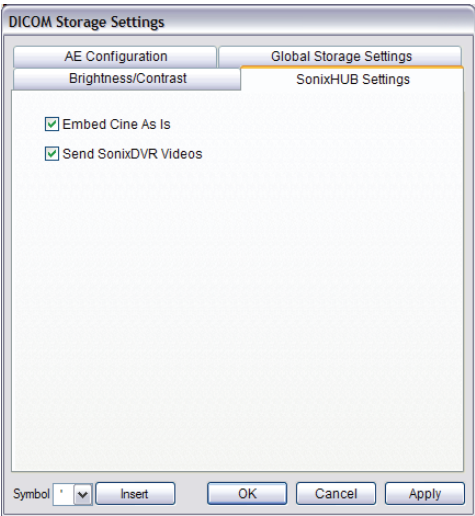 DICOM Storage Settings
AE Configuration Global Storage Settings
Brightness/Contrast SonixHUB Settings
Embed Cine As Is
Send SonixDVR Videos
Symbol ' Insert OK Cancel Apply